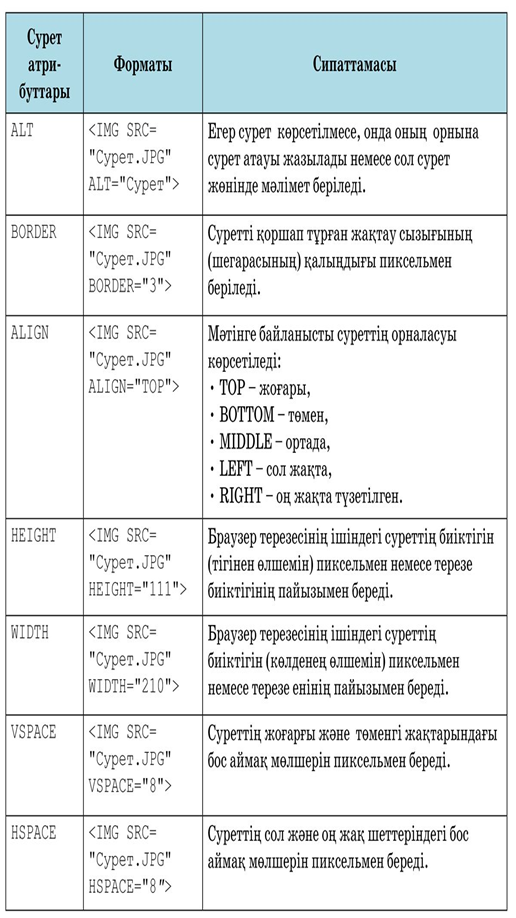 Сурет
атри-
буттары
Форматы
Сипаттамасы
ALT
<IMG SRC=
"Сурет.JPG"
ALT="Сурет">
Егер сурет көрсетілмесе, онда оның орнына
сурет атауы жазылады немесе сол сурет
жөнінде мәлімет беріледі.
BORDER
<IMG SRC=
"Сурет.JPG"
BORDER="3">
Суретті қоршап тұрған жақтау сызығының
(шегарасының) қалыңдығы пиксельмен
беріледі.
ALIGN
<IMG SRC=
"Сурет.JPG"
ALIGN="TOP">
Мәтінге байланысты суреттің орналасуы
көрсетіледі:
• TOP – жоғары,
• BOTTOM – төмен,
• MIDDLE – ортада,
• LEFT – сол жақта,
• RIGHT – оң жақта түзетілген.
HEIGHT
<IMG SRC=
"Сурет.JPG"
HEIGHT="111">
Браузер терезесінің ішіндегі суреттің биіктігін
(тігінен өлшемін) пиксельмен немесе терезе
биіктігінің пайызымен береді.
WIDTH
<IMG SRC=
"Сурет.JPG"
WIDTH="210">
Браузер терезесінің ішіндегі суреттің
биіктігін (көлденең өлшемін) пиксельмен
немесе терезе енінің пайызымен береді.
VSPACE
<IMG SRC=
"Сурет.JPG"
VSPACE="8">
Суреттің жоғарғы және төменгі жақтарындағы
бос аймақ мөлшерін пиксельмен береді.
HSPACE
<IMG SRC=
"Сурет.JPG"
HSPACE="8">
Суреттің сол және оң жақ шеттеріндегі бос
аймақ мөлшерін пиксельмен береді.